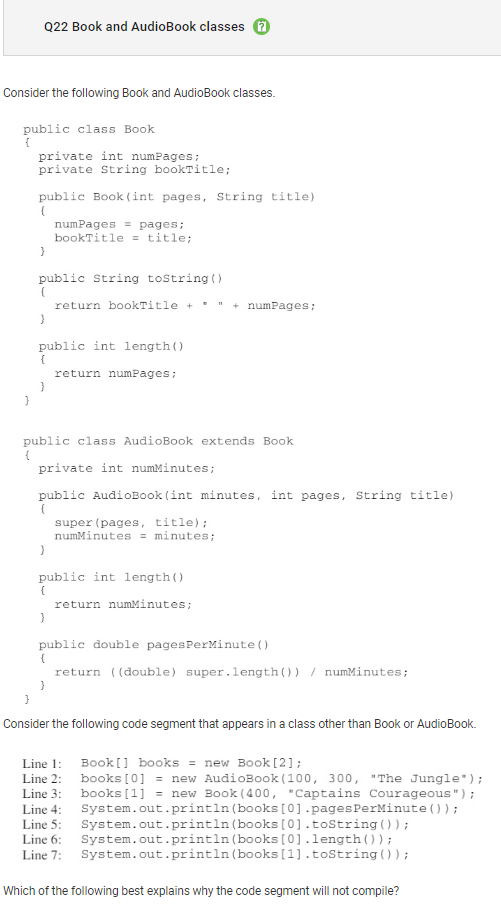 Q22 Book and AudioBook classes ?
Consider the following Book and AudioBook classes.
public class Book
{
private int numPages;
private String bookTitle;
public Book(int pages, String title)
{
numPages = pages;
bookTitle = title;
}
public String toString()
{
return bookTitle + " " + numPages;
}
public int length()
{
return numPages;
}
}
public class AudioBook extends Book
{
private int numMinutes;
public AudioBook(int minutes, int pages, String title)
{
super(pages, title);
numMinutes = minutes;
}
public int length()
{
return numMinutes;
}
public double pagesPerMinute()
{
return ((double) super.length()) / numMinutes;
}
}
Consider the following code segment that appears in a class other than Book or AudioBook.
Line 1: Book[] books = new Book[2];
Line 2: books[0] = new AudioBook(100, 300, "The Jungle");
Line 3: books[1] = new Book(400, "Captains Courageous");
Line 4: System.out.println(books[0].pagesPerMinute());
Line 5: System.out.println(books[0].toString());
Line 6: System.out.println(books[0].length());
Line 7: System.out.println(books[1].toString());
Which of the following best explains why the code segment will not compile?